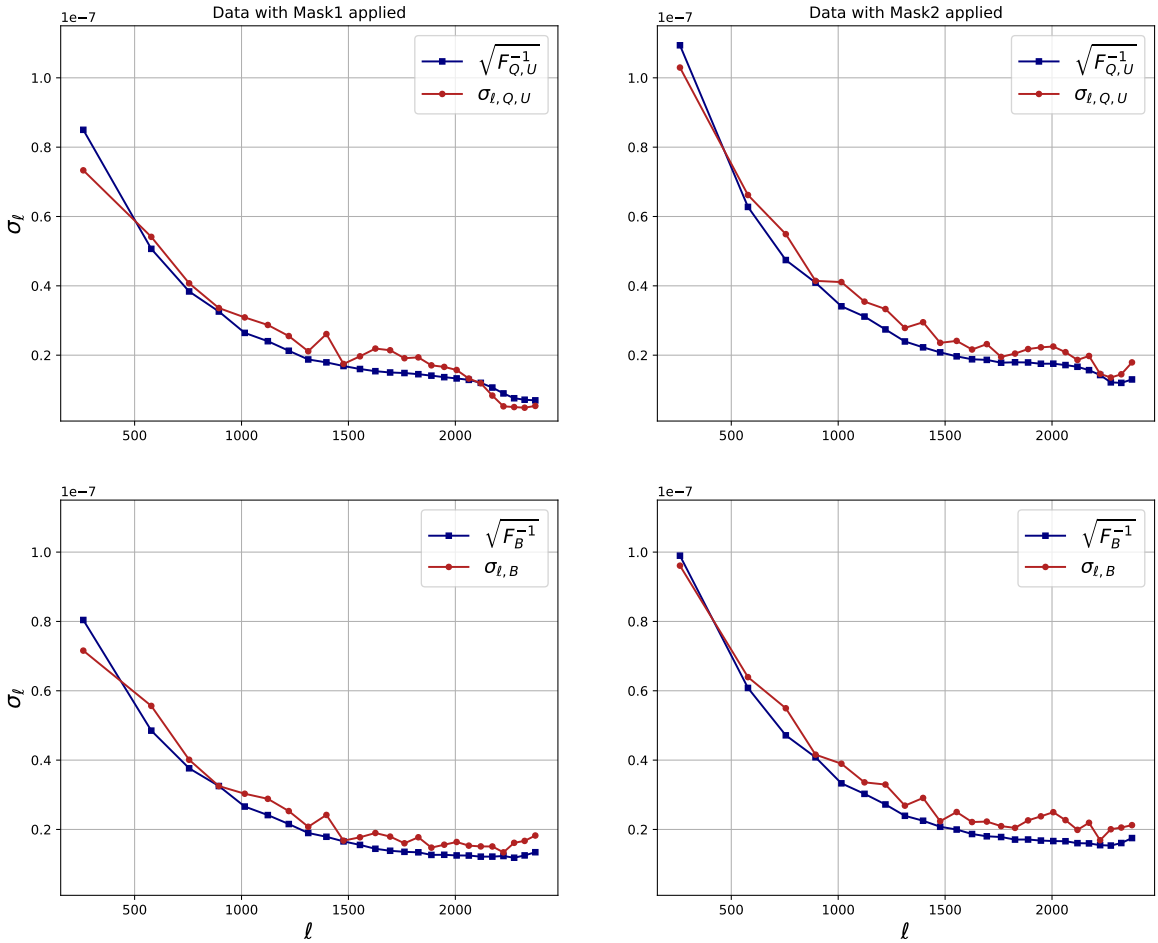 Data with Mask1 applied
1e−7
√F_{Q,U}^{−1}
σ_{ℓ,Q,U}
σ_ℓ
1.0
0.8
0.6
0.4
0.2
500 1000 1500 2000
Data with Mask2 applied
1e−7
√F_{Q,U}^{−1}
σ_{ℓ,Q,U}
1.0
0.8
0.6
0.4
0.2
500 1000 1500 2000
1e−7
√F_B^{−1}
σ_{ℓ,B}
σ_ℓ
1.0
0.8
0.6
0.4
0.2
500 1000 1500 2000
ℓ
1e−7
√F_B^{−1}
σ_{ℓ,B}
1.0
0.8
0.6
0.4
0.2
500 1000 1500 2000
ℓ